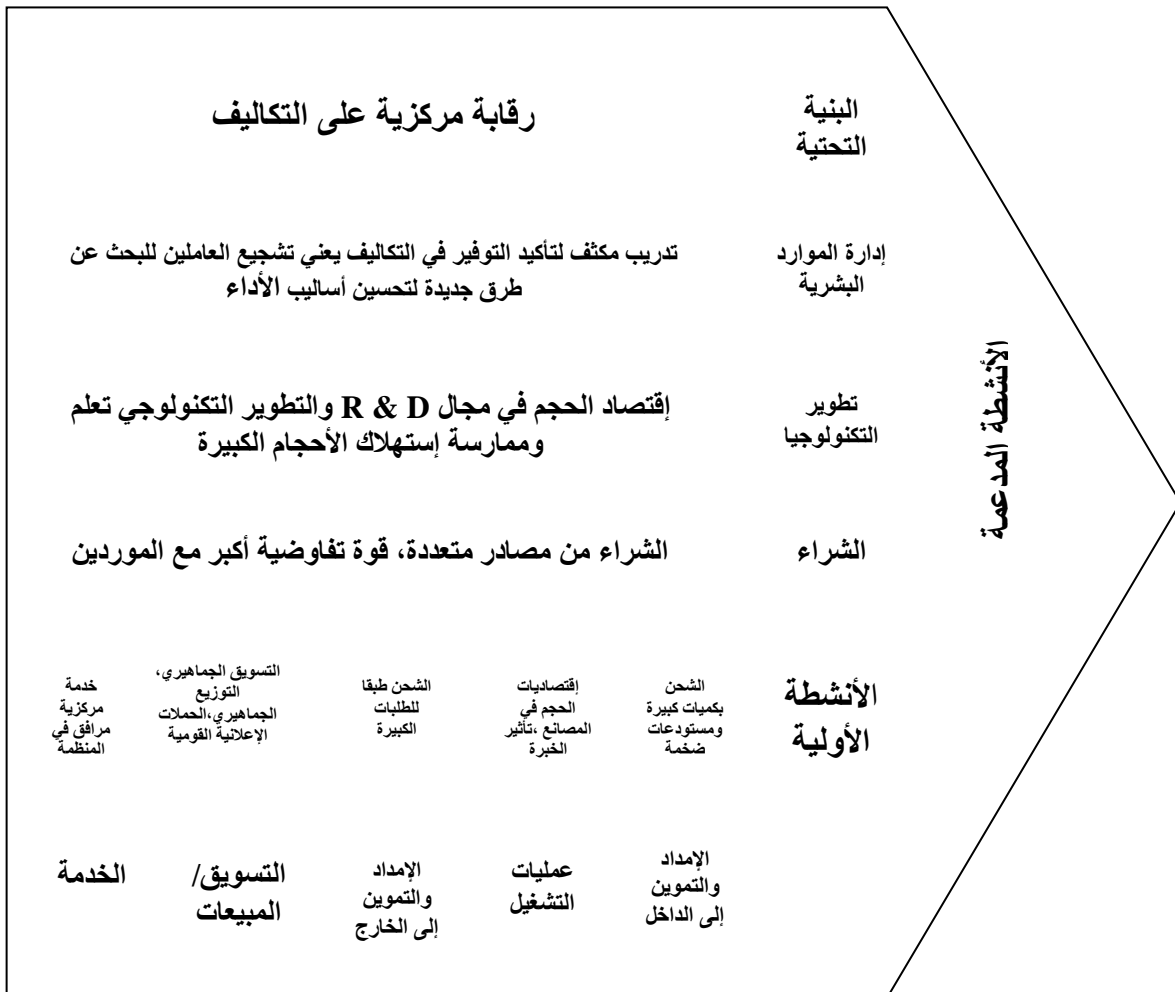 البنية
التحتية
رقابة مركزية على التكاليف
إدارة الموارد
البشرية
تدريب مكثف لتأكيد التوفير في التكاليف يعني تشجيع العاملين للبحث عن
طرق جديدة لتحسين أساليب الأداء
تطوير
التكنولوجيا
إقتصاد الحجم في مجال R & D والتطوير التكنولوجي تعلم
وممارسة إستهلاك الأحجام الكبيرة
الشراء
الشراء من مصادر متعددة، قوة تفاوضية أكبر مع الموردين
الأنشطة المدعمة
الأنشطة
الأولية
الشحن
بكميات كبيرة
ومستودعات
ضخمة
إقتصاديات
الحجم في
المصانع ،تأثير
الخبرة
الشحن طبقا
للطلبات
الكبيرة
التسويق الجماهيري،
التوزيع
الجماهيري،الحملات
الإعلانية القومية
خدمة
مركزية
مرافق في
المنظمة
الإمداد
والتموين
إلى الداخل
عمليات
التشغيل
الإمداد
والتموين
إلى الخارج
التسويق/
المبيعات
الخدمة